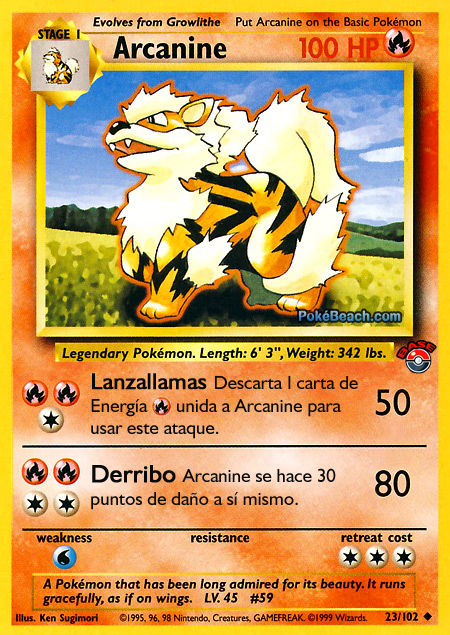 Evolves from Growlithe Put Arcanine on the Basic Pokémon
STAGE 1
Arcanine 100 HP
PokéBeach.com
Legendary Pokémon. Length: 6' 3", Weight: 342 lbs.
BASE
Lanzallamas Descarta 1 carta de
Energía unida a Arcanine para
usar este ataque.
50
Derribo Arcanine se hace 30
puntos de daño a sí mismo.
80
weakness resistance retreat cost
A Pokémon that has been long admired for its beauty. It runs
gracefully, as if on wings. LV. 45 #59
Illus. Ken Sugimori ©1995, 96, 98 Nintendo, Creatures, GAMEFREAK. ©1999 Wizards. 23/102